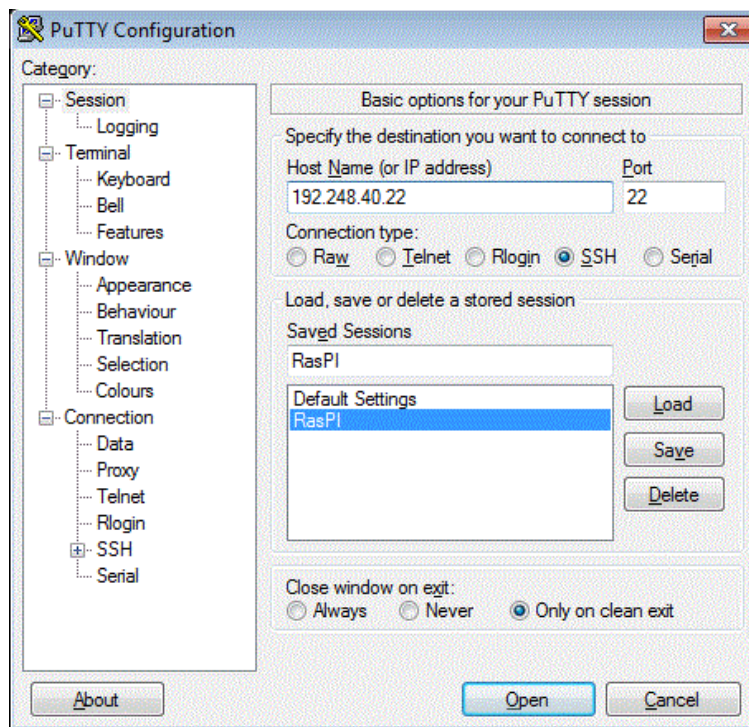 PuTTY Configuration
Category:
Session
Logging
Terminal
Keyboard
Bell
Features
Window
Appearance
Behaviour
Translation
Selection
Colours
Connection
Data
Proxy
Telnet
Rlogin
SSH
Serial
Basic options for your PuTTY session
Specify the destination you want to connect to
Host Name (or IP address) Port
192.248.40.22 22
Connection type:
Raw Telnet Rlogin SSH Serial
Load, save or delete a stored session
Saved Sessions
RasPI
Default Settings
RasPI
Load
Save
Delete
Close window on exit:
Always Never Only on clean exit
About Open Cancel